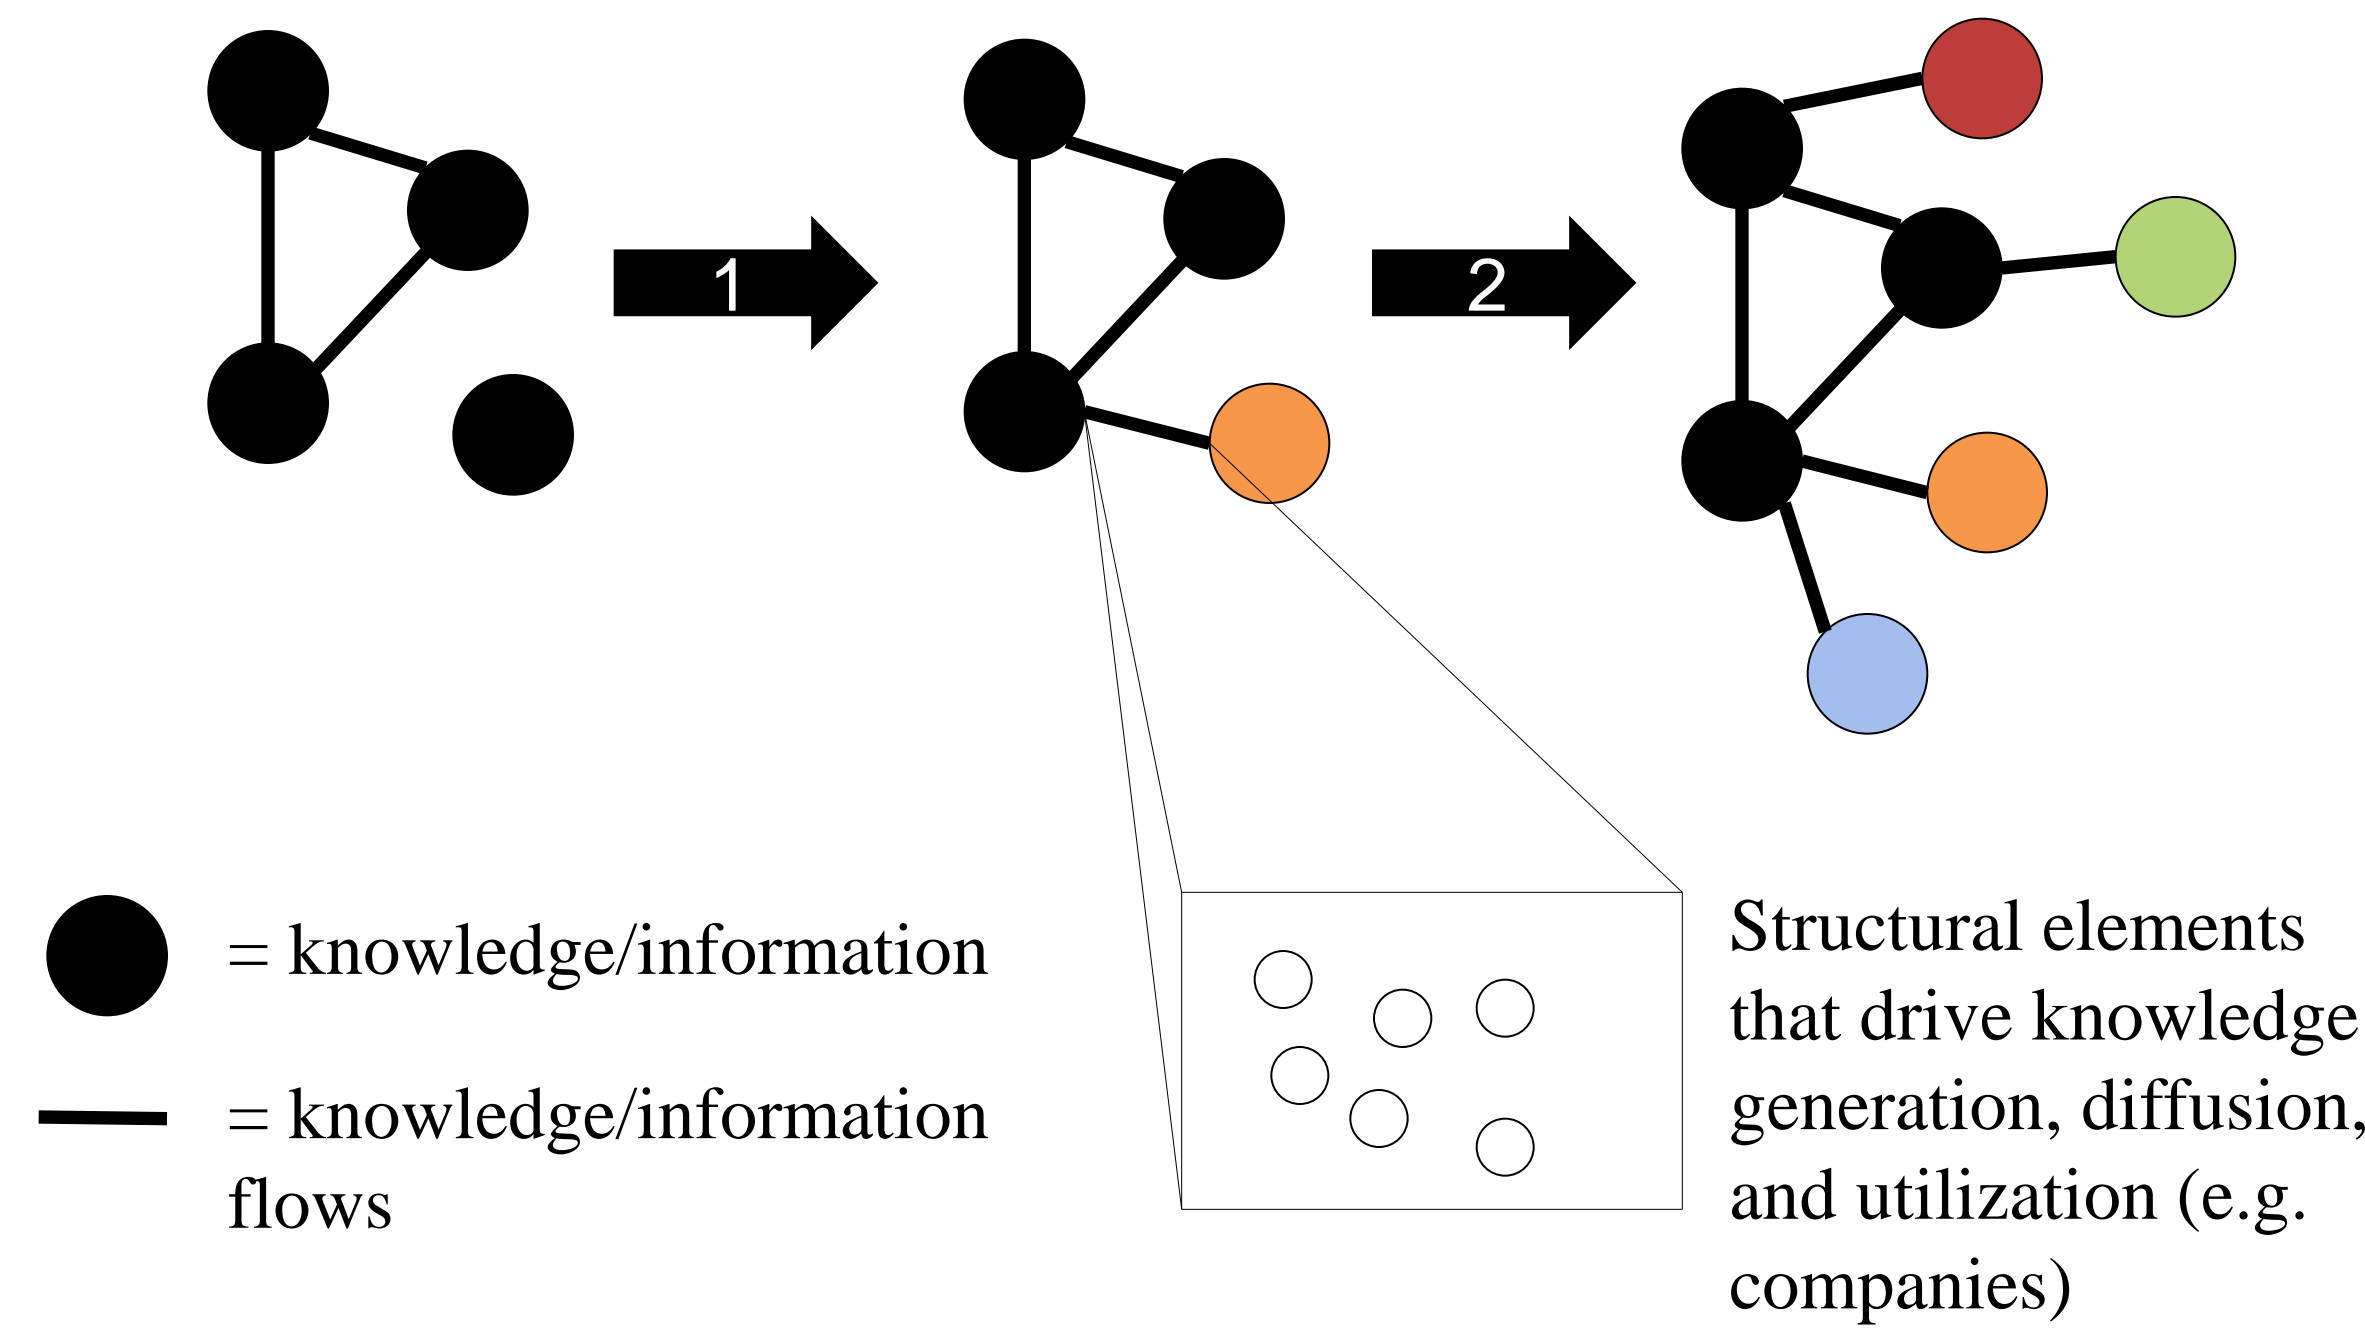 1
2
= knowledge/information
= knowledge/information
flows
Structural elements
that drive knowledge
generation, diffusion,
and utilization (e.g.
companies)